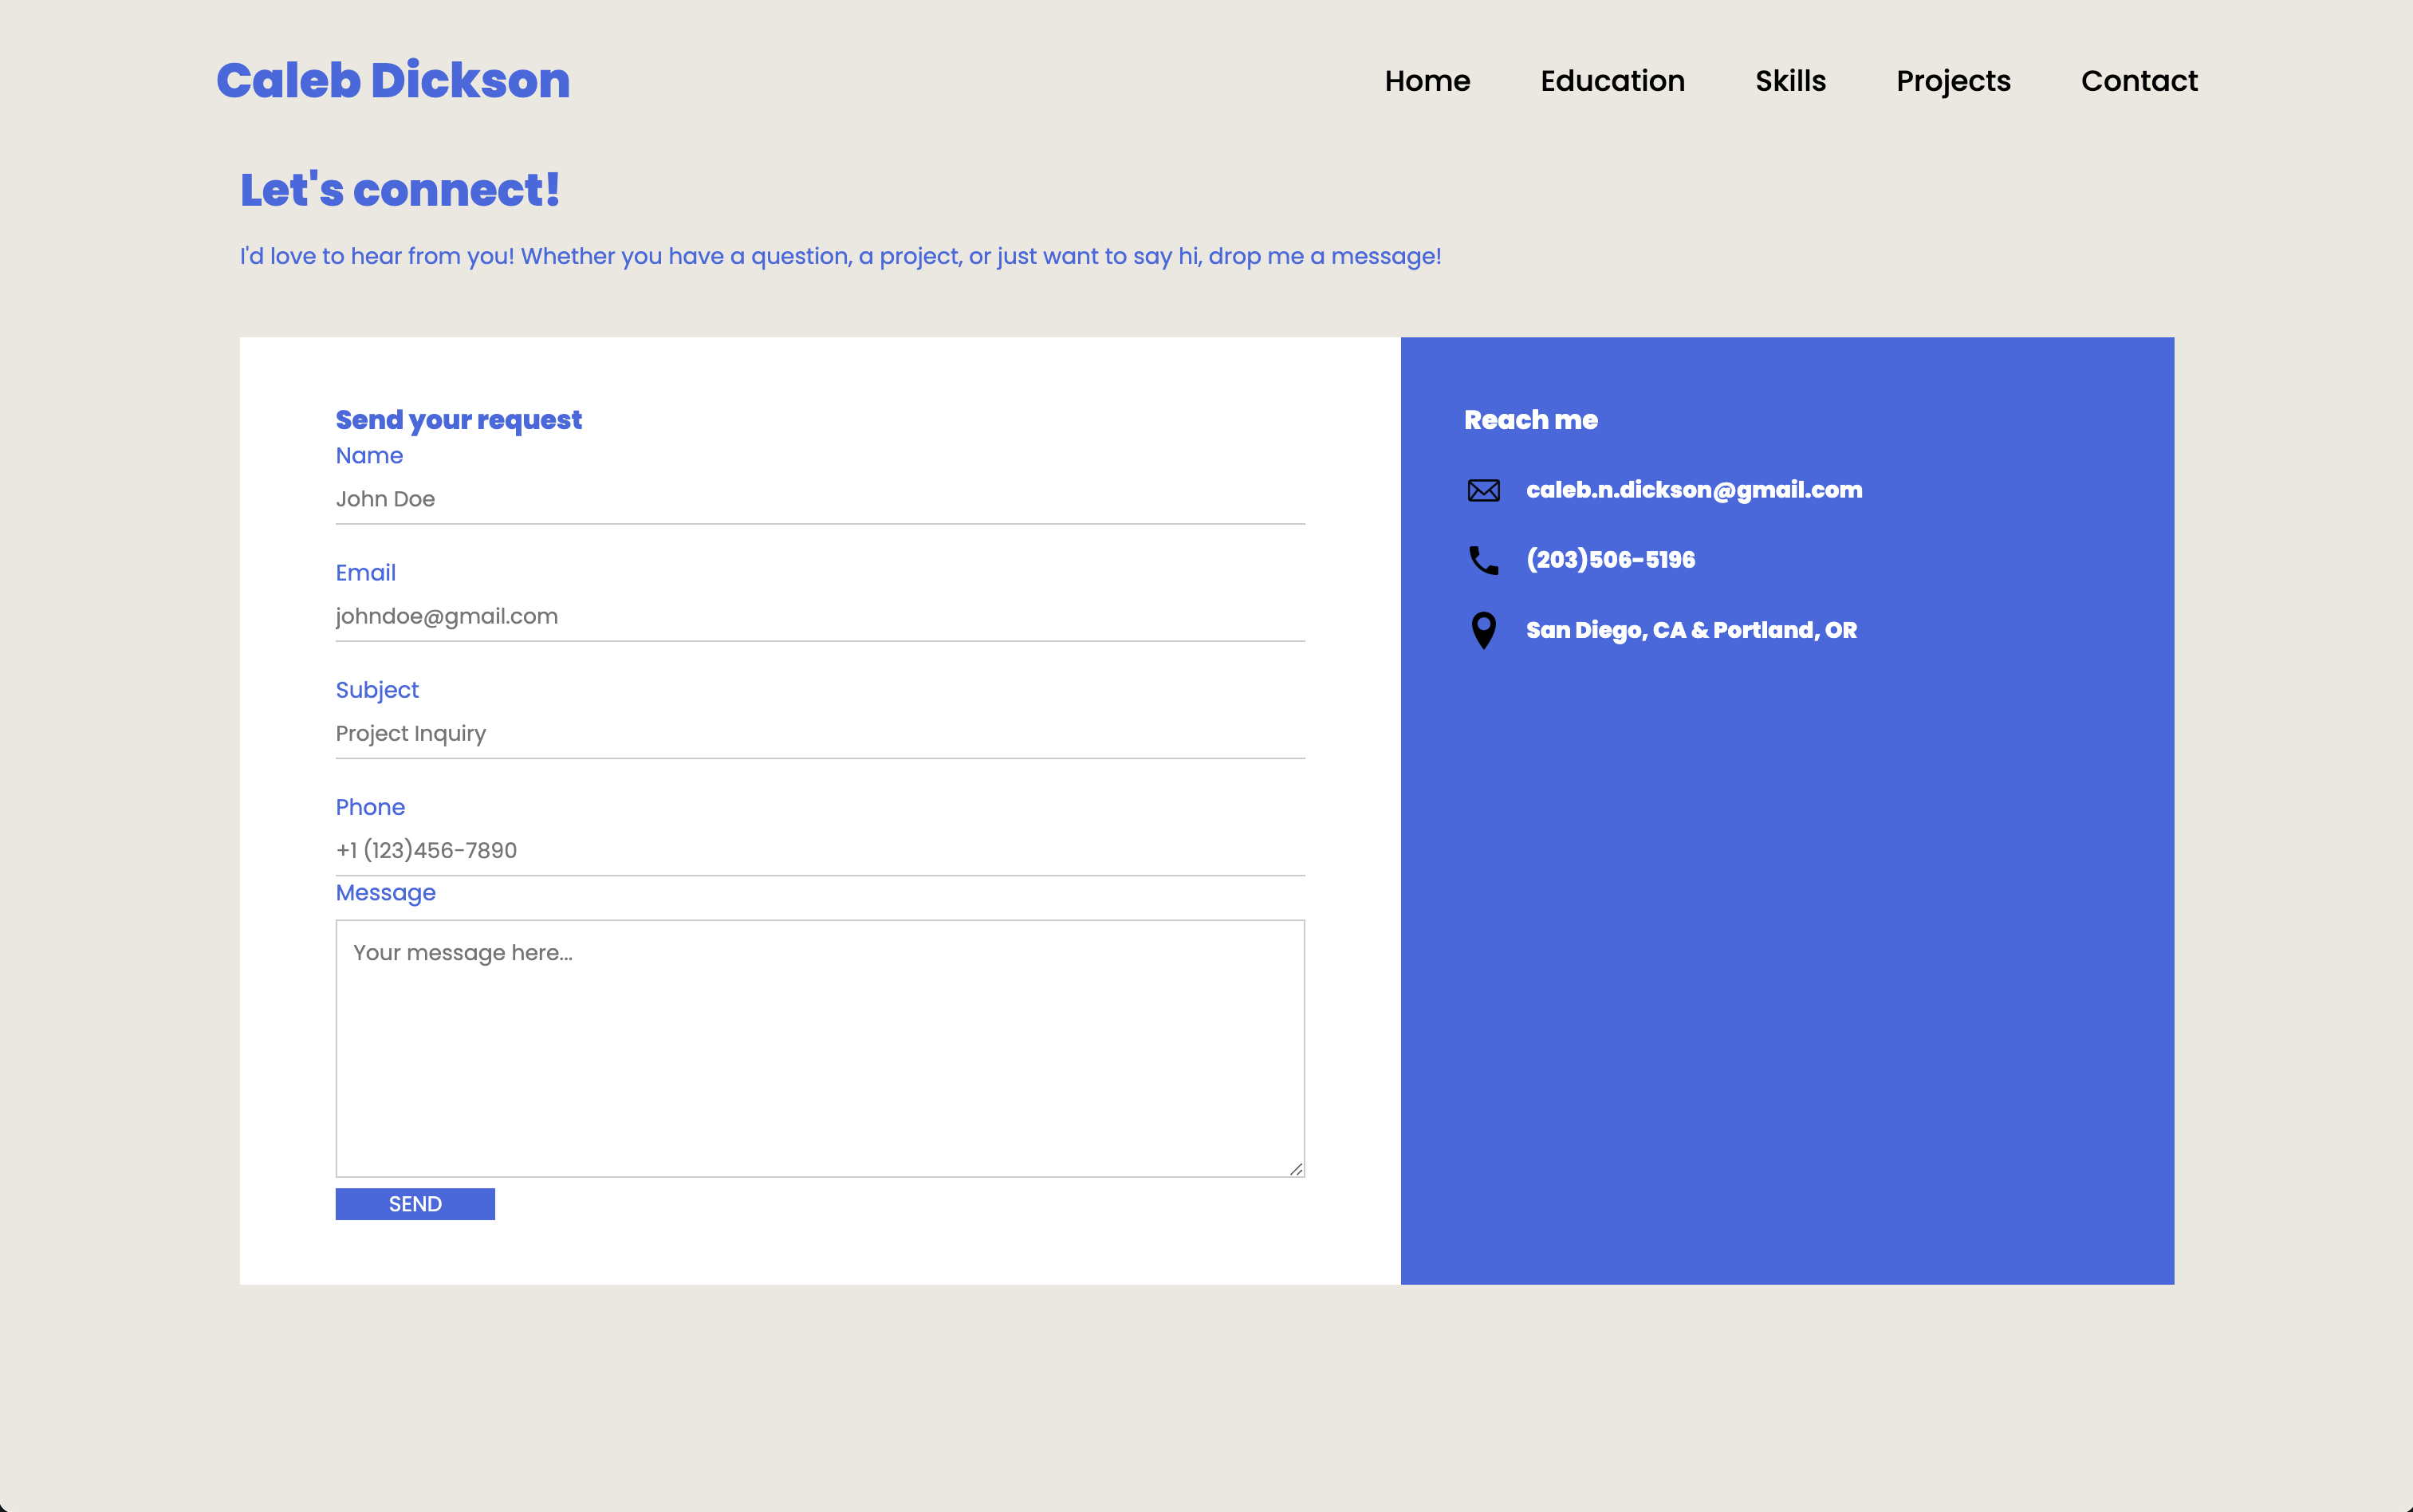 Caleb Dickson
Home Education Skills Projects Contact
Let's connect!
I'd love to hear from you! Whether you have a question, a project, or just want to say hi, drop me a message!
Send your request
Name
John Doe
Email
johndoe@gmail.com
Subject
Project Inquiry
Phone
+1 (123)456-7890
Message
Your message here...
SEND
Reach me
caleb.n.dickson@gmail.com
(203)506-5196
San Diego, CA & Portland, OR